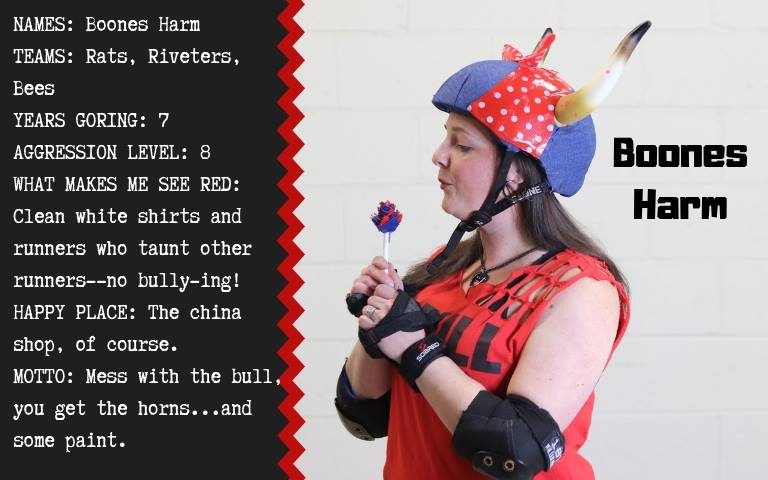 NAMES: Boones Harm
TEAMS: Rats, Riveters,
Bees
YEARS GORING: 7
AGGRESSION LEVEL: 8
WHAT MAKES ME SEE RED:
Clean white shirts and
runners who taunt other
runners--no bully-ing!
HAPPY PLACE: The china
shop, of course.
MOTTO: Mess with the bull,
you get the horns...and
some paint.
Boones
Harm